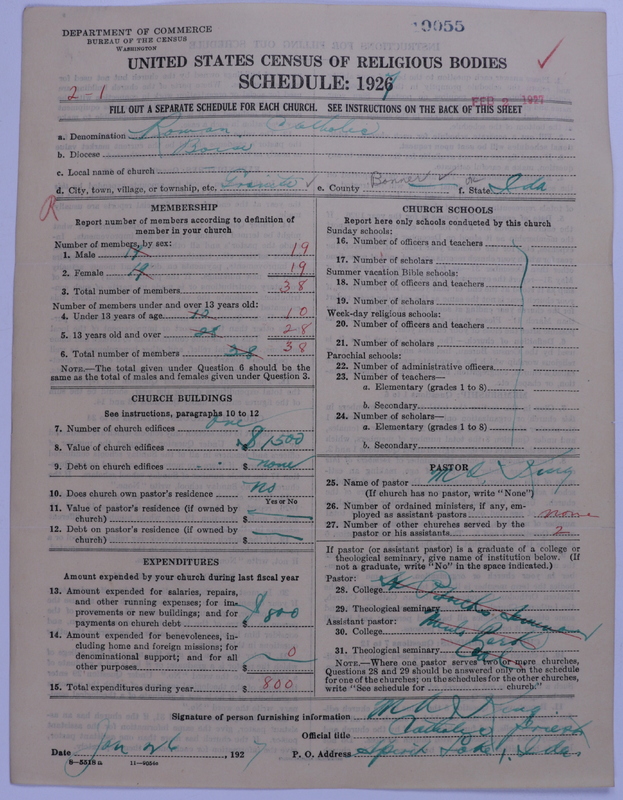 19055
DEPARTMENT OF COMMERCE
BUREAU OF THE CENSUS
WASHINGTON
UNITED STATES CENSUS OF RELIGIOUS BODIES
SCHEDULE: 1926
2-1
FEB 2 1927
FILL OUT A SEPARATE SCHEDULE FOR EACH CHURCH. SEE INSTRUCTIONS ON THE BACK OF THIS SHEET
a. Denomination Roman Catholic
b. Diocese Boise
c. Local name of church
d. City, town, village, or township, etc. Granite e. County Bonner f. State Ida
R
MEMBERSHIP
Report number of members according to definition of
member in your church
Number of members, by sex:
1. Male 19 19
2. Female 19 19
3. Total number of members 38
Number of members under and over 13 years old:
4. Under 13 years of age 10
5. 13 years old and over 28 28
6. Total number of members 38 38
NOTE.—The total given under Question 6 should be the
same as the total of males and females given under Question 3.
CHURCH BUILDINGS
See instructions, paragraphs 10 to 12
7. Number of church edifices one
8. Value of church edifices $1500
9. Debt on church edifices $ none
10. Does church own pastor's residence no
Yes or No
11. Value of pastor's residence (if owned by
church) $
12. Debt on pastor's residence (if owned by
church) $
EXPENDITURES
Amount expended by your church during last fiscal year
13. Amount expended for salaries, repairs,
and other running expenses; for im-
provements or new buildings; and for
payments on church debt $800
14. Amount expended for benevolences, in-
cluding home and foreign missions; for
denominational support; and for all
other purposes 0
15. Total expenditures during year $ 800
CHURCH SCHOOLS
Report here only schools conducted by this church
Sunday schools:
16. Number of officers and teachers
17. Number of scholars
Summer vacation Bible schools:
18. Number of officers and teachers
19. Number of scholars
Week-day religious schools:
20. Number of officers and teachers
21. Number of scholars
Parochial schools:
22. Number of administrative officers
23. Number of teachers—
a. Elementary (grades 1 to 8)
b. Secondary
24. Number of scholars—
a. Elementary (grades 1 to 8)
b. Secondary
PASTOR
25. Name of pastor King
(If church has no pastor, write "None")
26. Number of ordained ministers, if any, em-
ployed as assistant pastors none
27. Number of other churches served by the
pastor or his assistants 2
If pastor (or assistant pastor) is a graduate of a college or
theological seminary, give name of institution below. (If
not a graduate, write "No" in the space indicated.)
Pastor:
28. College
29. Theological seminary Seminary
Assistant pastor:
30. College Menlo Park
31. Theological seminary
NOTE.—Where one pastor serves two or more churches,
Questions 28 and 29 should be answered only on the schedule
for one of the churches; on the schedules for the other churches,
write "See schedule for church."
Signature of person furnishing information King
Official title Catholic Priest
Date Jan 26, 1927 P. O. Address Spirit Lake, Ida
8—5518a 11—9056a